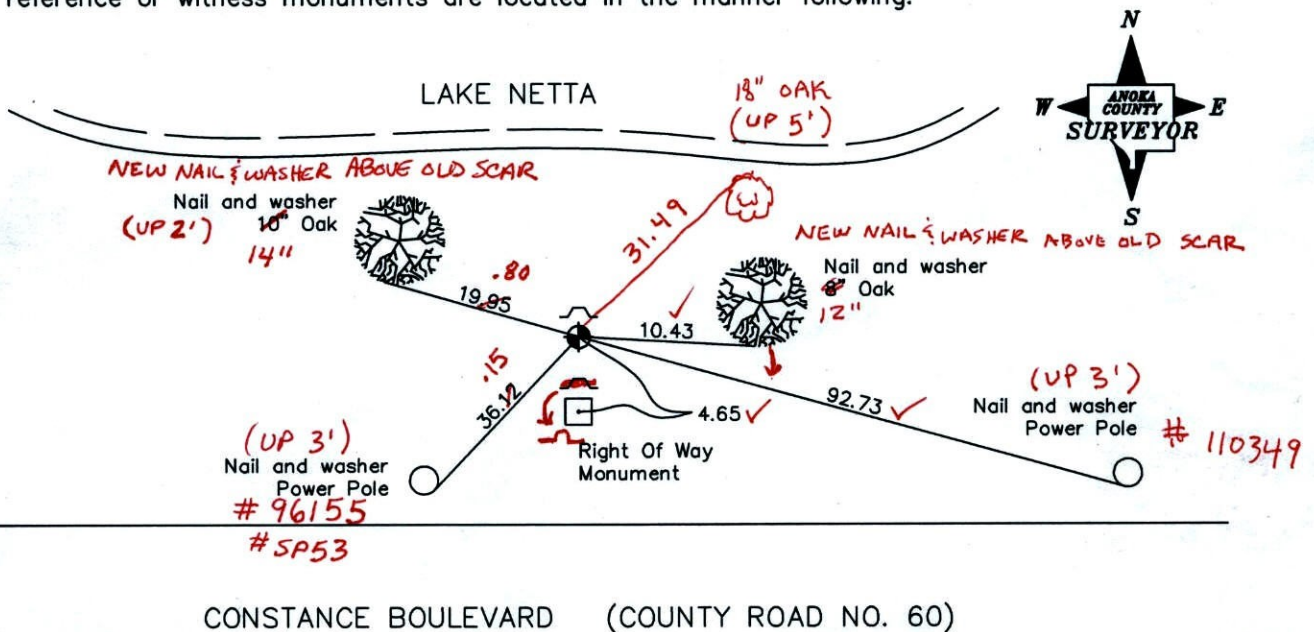 reference or witness monuments are located in the manner following:
N
LAKE NETTA
18" OAK
(UP 5')
W
ANOKA
COUNTY
E
SURVEYOR
S
NEW NAIL & WASHER ABOVE OLD SCAR
Nail and washer
(UP 2')
10" Oak
14"
31.49
NEW NAIL & WASHER ABOVE OLD SCAR
Nail and washer
8" Oak
12"
.80
19.95
10.43
.15
36.12
4.65
92.73
(UP 3')
Nail and washer
Power Pole
# 110349
Right Of Way
Monument
(UP 3')
Nail and washer
Power Pole
# 96155
# SP53
CONSTANCE BOULEVARD (COUNTY ROAD NO. 60)